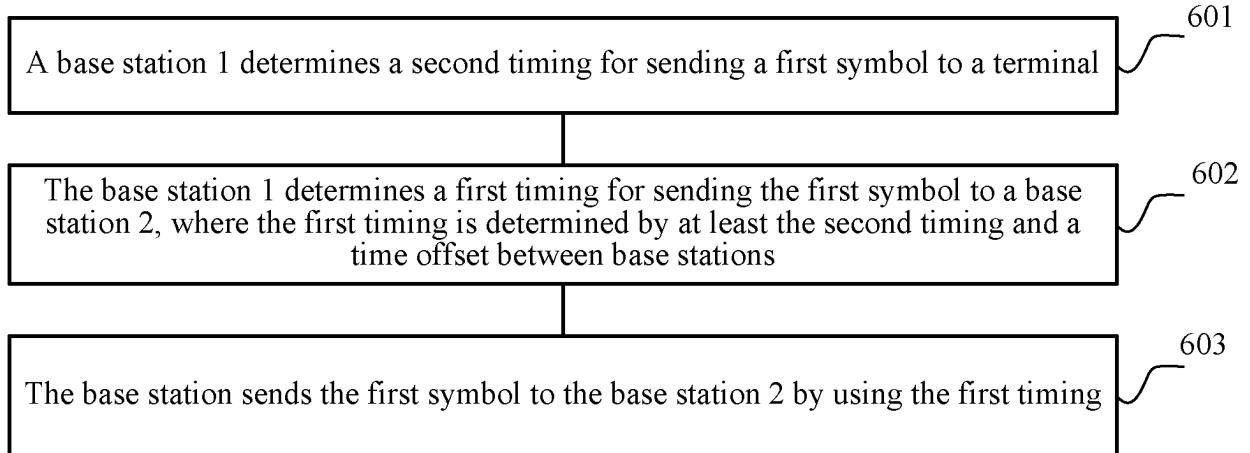 601
A base station 1 determines a second timing for sending a first symbol to a terminal
602
The base station 1 determines a first timing for sending the first symbol to a base
station 2, where the first timing is determined by at least the second timing and a
time offset between base stations
603
The base station sends the first symbol to the base station 2 by using the first timing